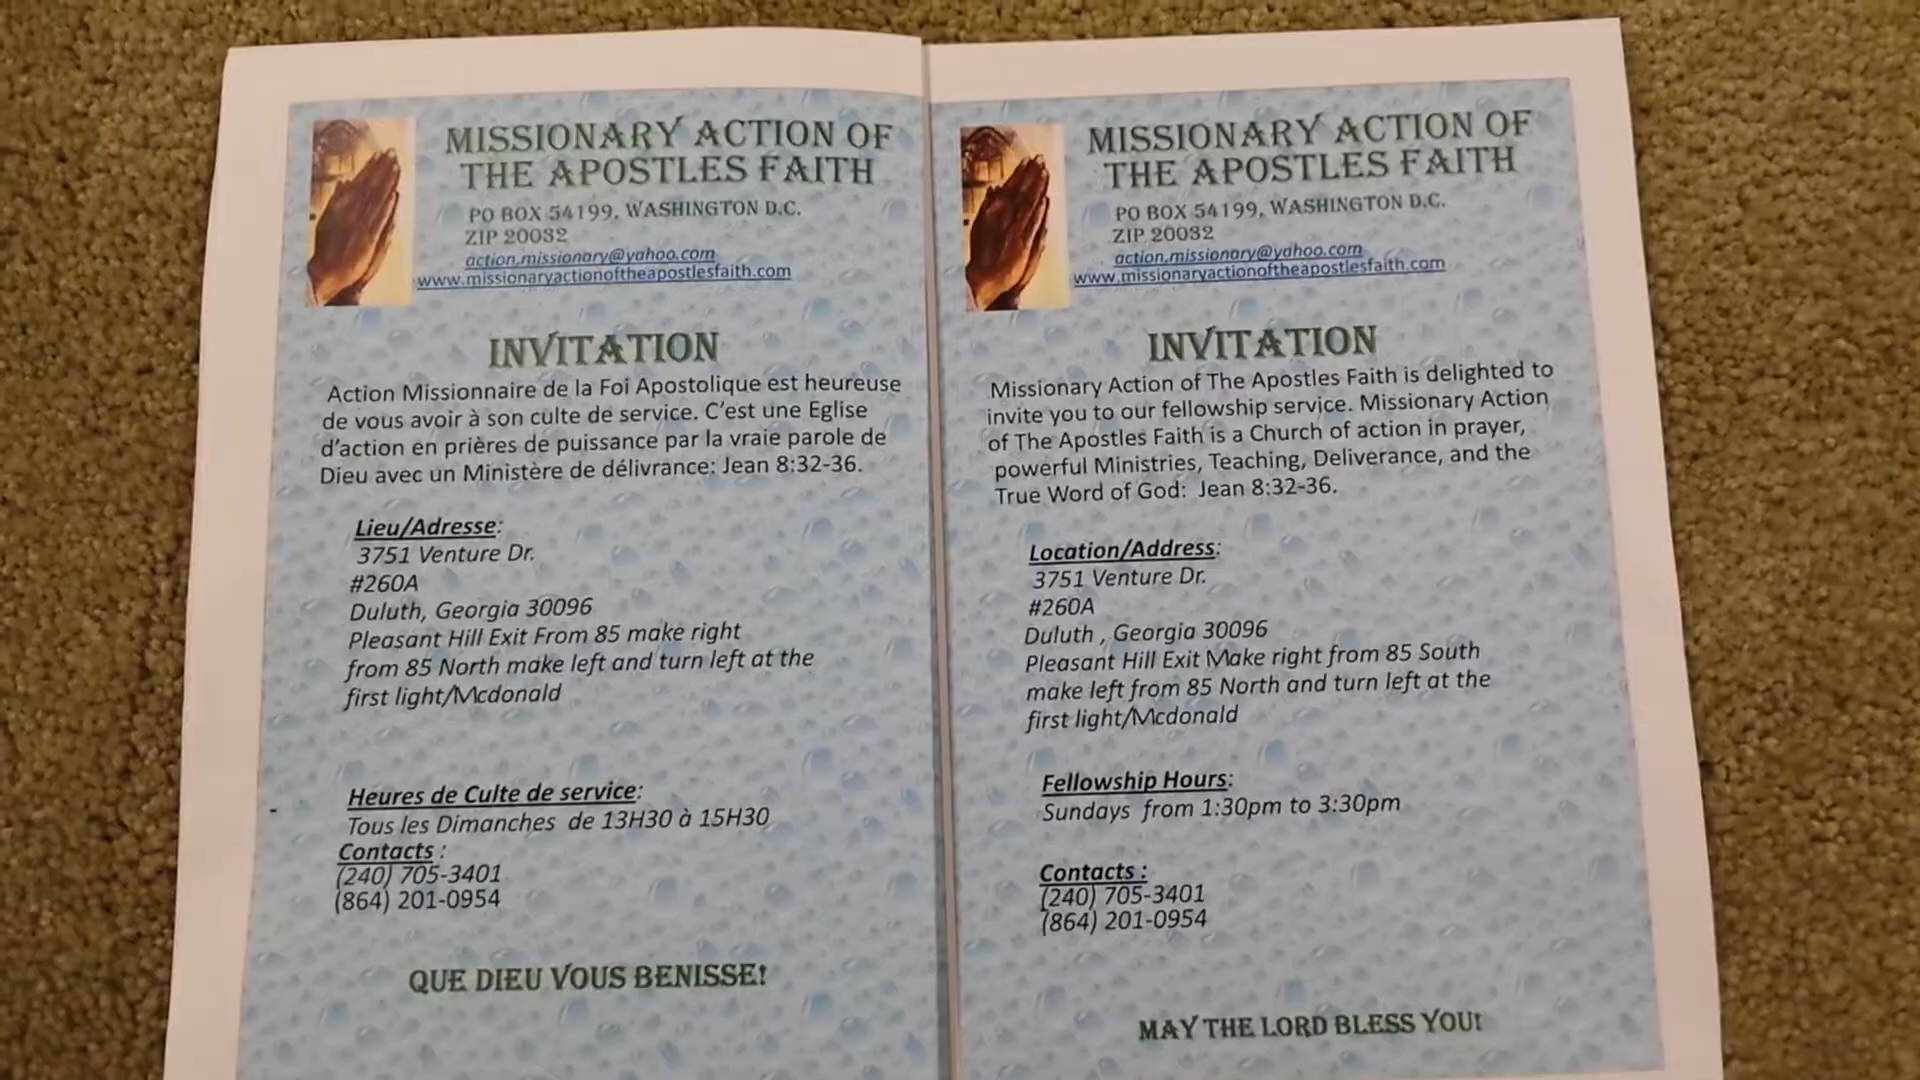 MISSIONARY ACTION OF
THE APOSTLES FAITH
PO BOX 54199, WASHINGTON D.C.
ZIP 20032
action.missionary@yahoo.com
www.missionaryactionoftheapostlesfaith.com
INVITATION
Action Missionnaire de la Foi Apostolique est heureuse
de vous avoir à son culte de service. C’est une Eglise
d’action en prières de puissance par la vraie parole de
Dieu avec un Ministère de délivrance: Jean 8:32-36.
Lieu/Adresse:
3751 Venture Dr.
#260A
Duluth, Georgia 30096
Pleasant Hill Exit From 85 make right
from 85 North make left and turn left at the
first light/Mcdonald
Heures de Culte de service:
Tous les Dimanches de 13H30 à 15H30
Contacts :
(240) 705-3401
(864) 201-0954
QUE DIEU VOUS BENISSE!
MISSIONARY ACTION OF
THE APOSTLES FAITH
PO BOX 54199, WASHINGTON D.C.
ZIP 20032
action.missionary@yahoo.com
www.missionaryactionoftheapostlesfaith.com
INVITATION
Missionary Action of The Apostles Faith is delighted to
invite you to our fellowship service. Missionary Action
of The Apostles Faith is a Church of action in prayer,
powerful Ministries, Teaching, Deliverance, and the
True Word of God: Jean 8:32-36.
Location/Address:
3751 Venture Dr.
#260A
Duluth , Georgia 30096
Pleasant Hill Exit Make right from 85 South
make left from 85 North and turn left at the
first light/Mcdonald
Fellowship Hours:
Sundays from 1:30pm to 3:30pm
Contacts :
(240) 705-3401
(864) 201-0954
MAY THE LORD BLESS YOU!